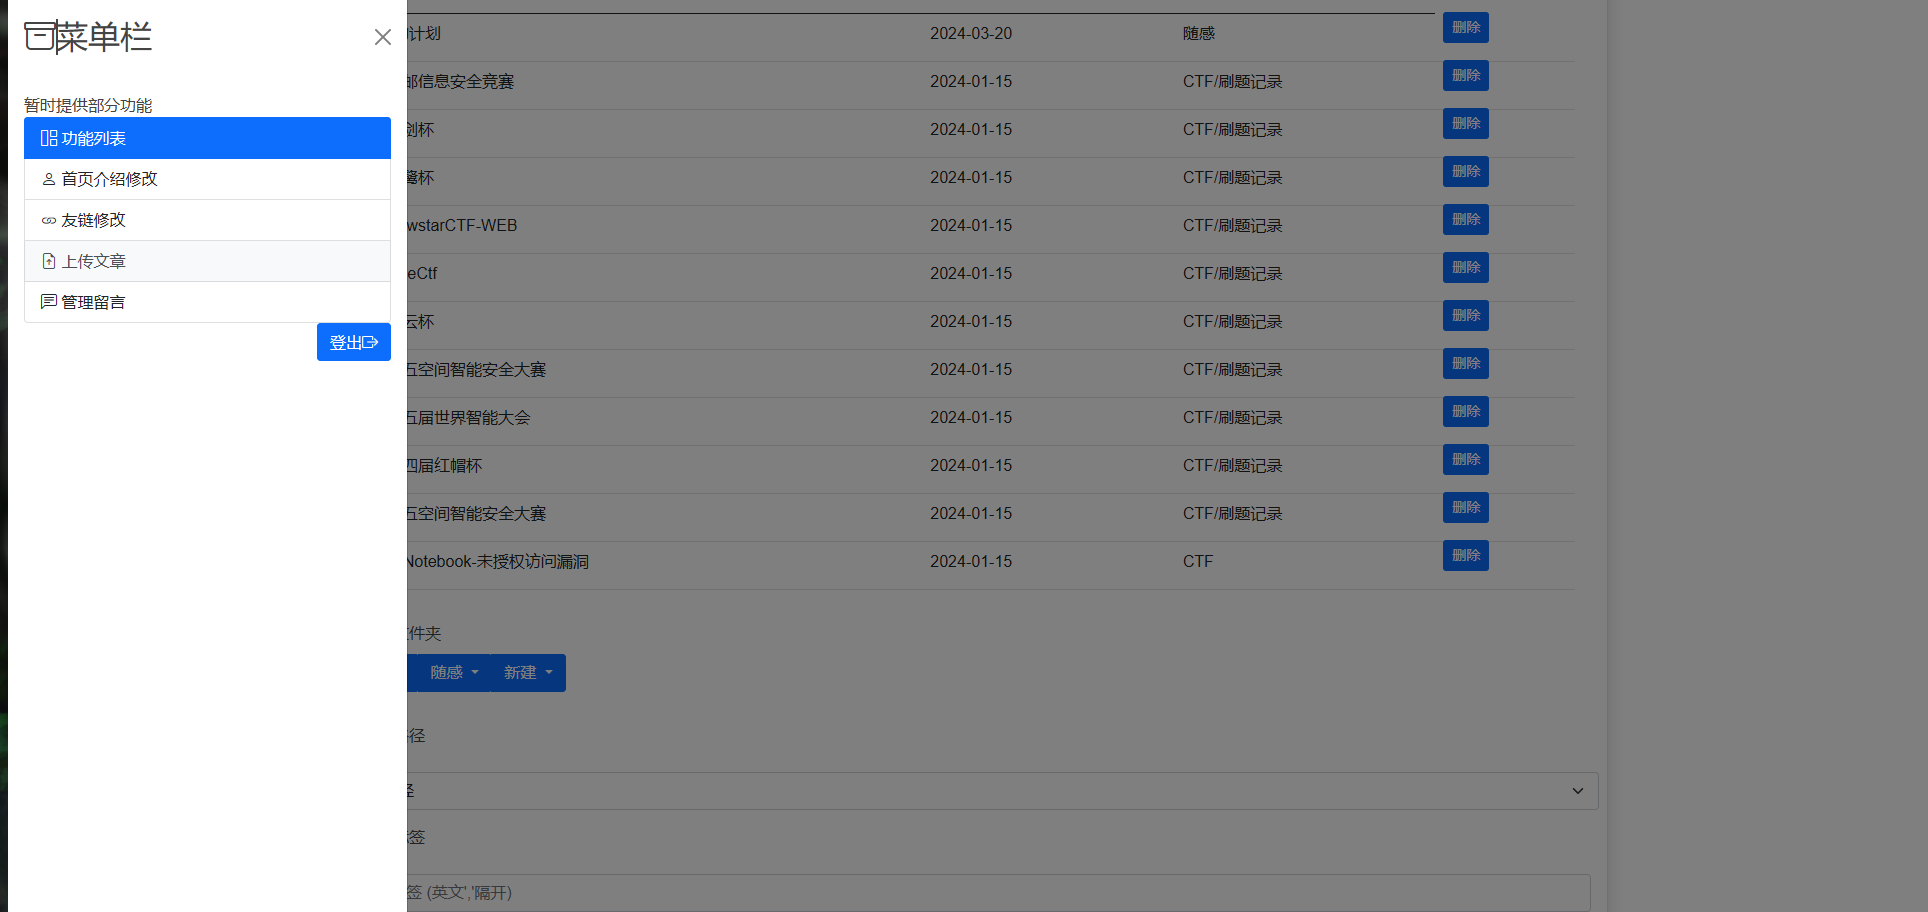 菜单栏
暂时提供部分功能
功能列表
首页介绍修改
友链修改
上传文章
管理留言
登出
计划 2024-03-20 随感 删除
邮信息安全竞赛 2024-01-15 CTF/刷题记录 删除
剑杯 2024-01-15 CTF/刷题记录 删除
杯 2024-01-15 CTF/刷题记录 删除
wstarCTF-WEB 2024-01-15 CTF/刷题记录 删除
eCtf 2024-01-15 CTF/刷题记录 删除
云杯 2024-01-15 CTF/刷题记录 删除
五空间智能安全大赛 2024-01-15 CTF/刷题记录 删除
五届世界智能大会 2024-01-15 CTF/刷题记录 删除
四届红帽杯 2024-01-15 CTF/刷题记录 删除
五空间智能安全大赛 2024-01-15 CTF/刷题记录 删除
Notebook-未授权访问漏洞 2024-01-15 CTF 删除
件夹
随感 新建
径
径
签
签 (英文','隔开)